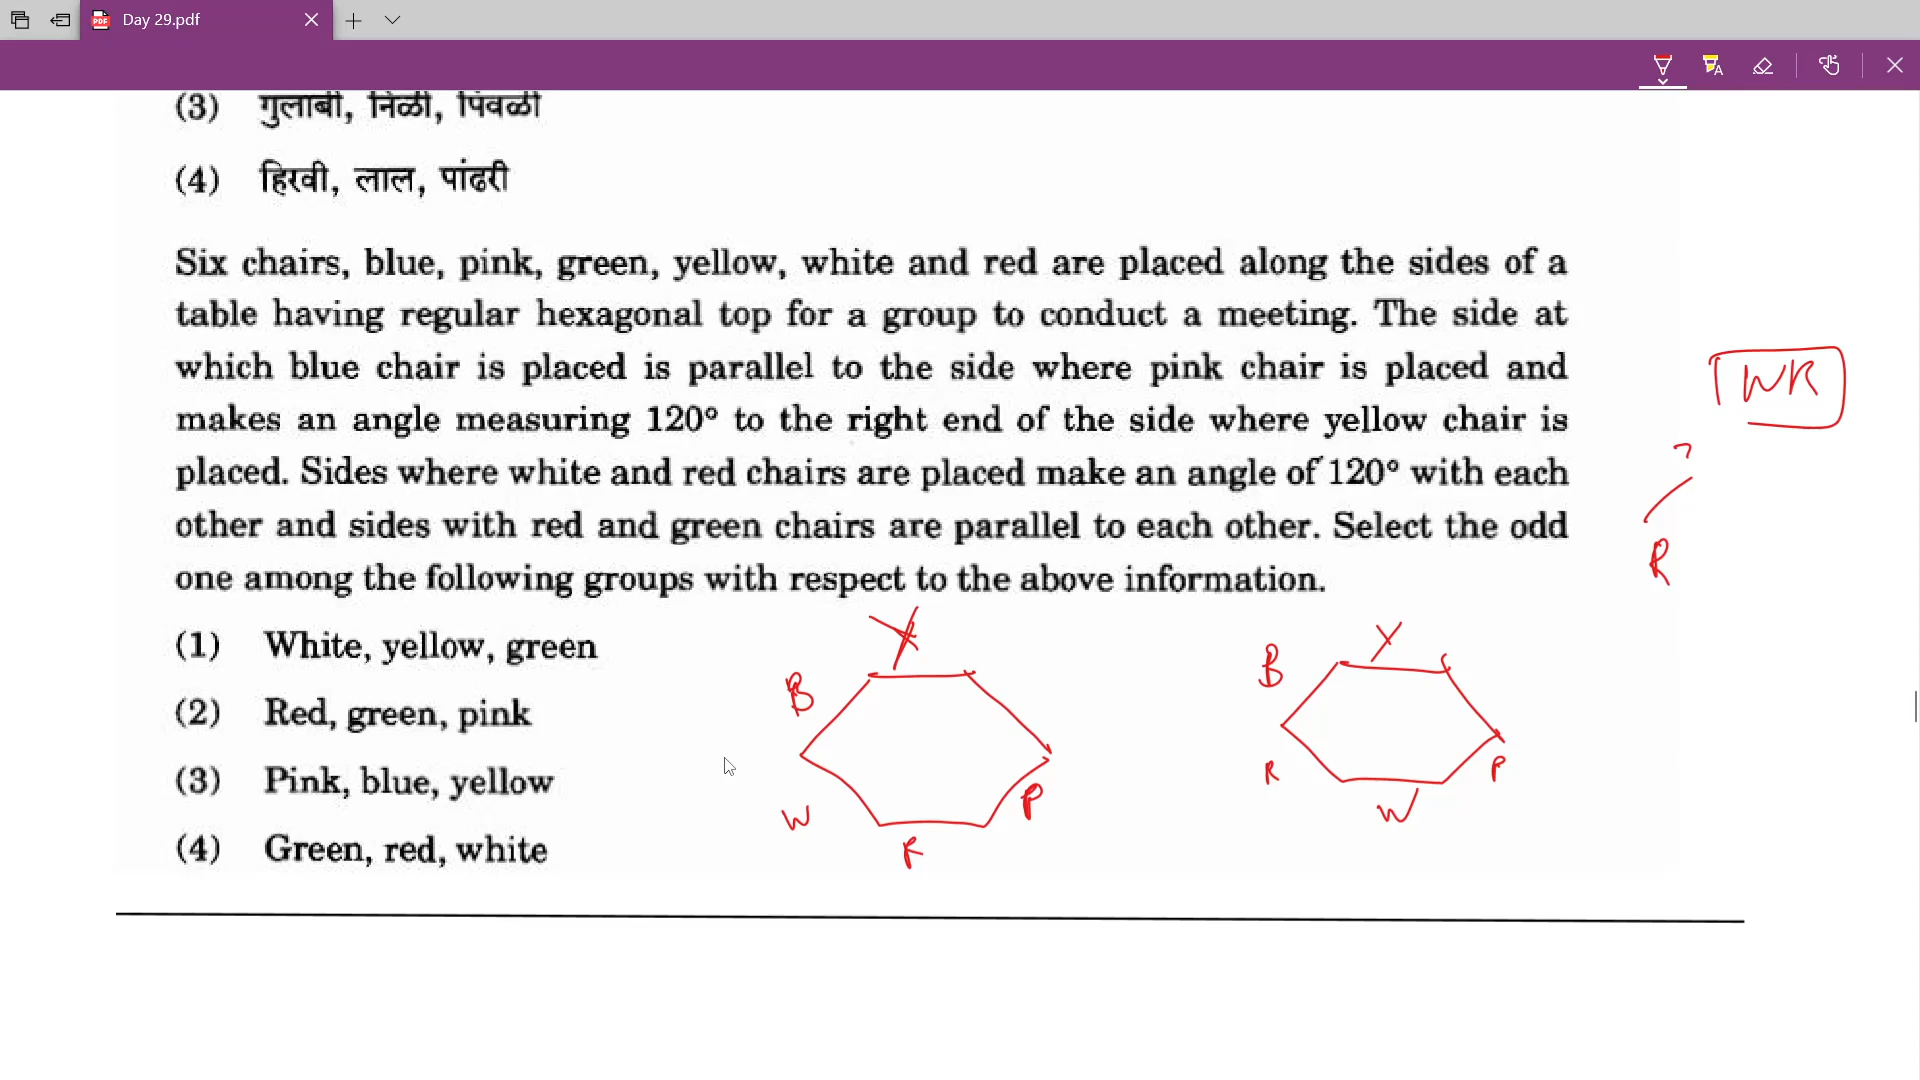 Day 29.pdf
(3) गुलाबी, निळी, पिवळी
(4) हिरवी, लाल, पांढरी
Six chairs, blue, pink, green, yellow, white and red are placed along the sides of a
table having regular hexagonal top for a group to conduct a meeting. The side at
which blue chair is placed is parallel to the side where pink chair is placed and
makes an angle measuring 120° to the right end of the side where yellow chair is
placed. Sides where white and red chairs are placed make an angle of 120° with each
other and sides with red and green chairs are parallel to each other. Select the odd
one among the following groups with respect to the above information.
WR
R
(1) White, yellow, green
(2) Red, green, pink
(3) Pink, blue, yellow
(4) Green, red, white
B
W
R
P
B Y
R W P